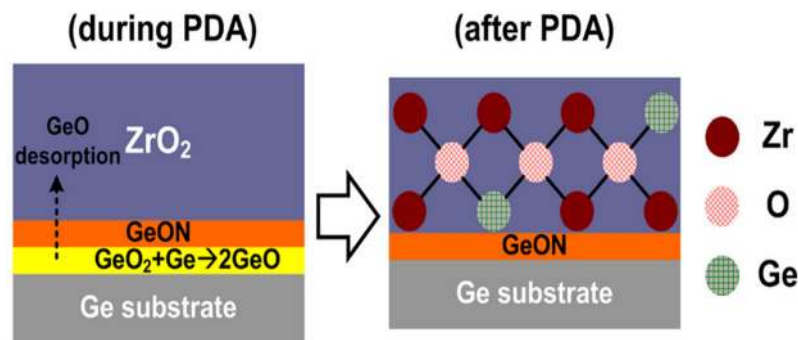 (during PDA)
(after PDA)
GeO
desorption
ZrO₂
GeON
GeO₂+Ge→2GeO
Ge substrate
GeON
Ge substrate
Zr
O
Ge